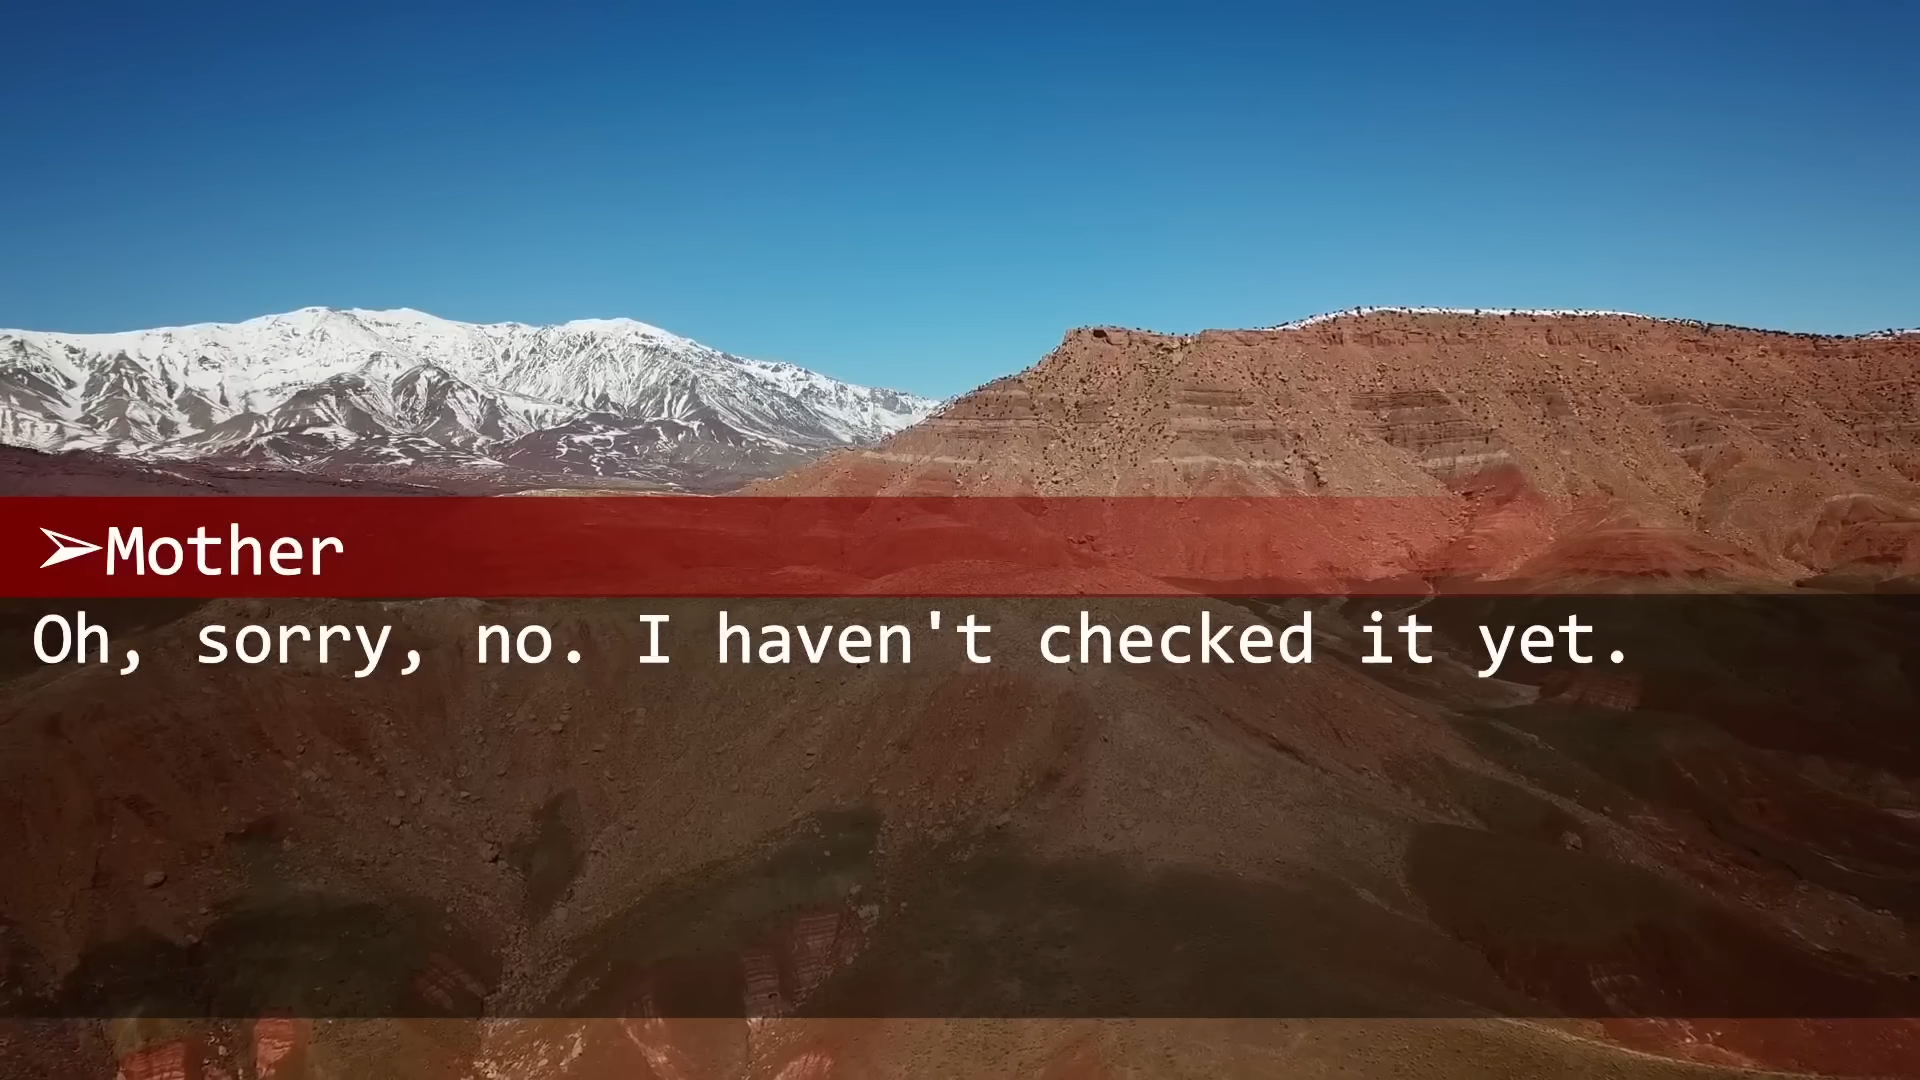 ➢Mother
Oh, sorry, no. I haven't checked it yet.